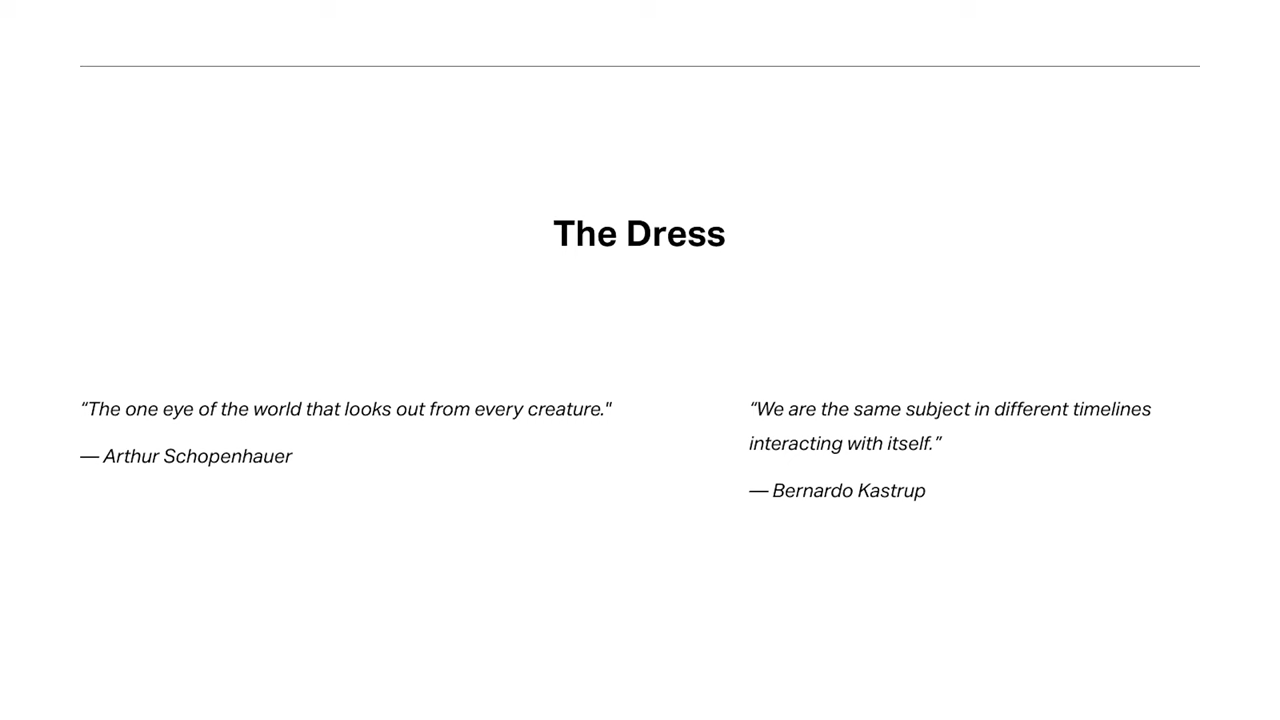 The Dress
“The one eye of the world that looks out from every creature."
— Arthur Schopenhauer
“We are the same subject in different timelines
interacting with itself.”
— Bernardo Kastrup